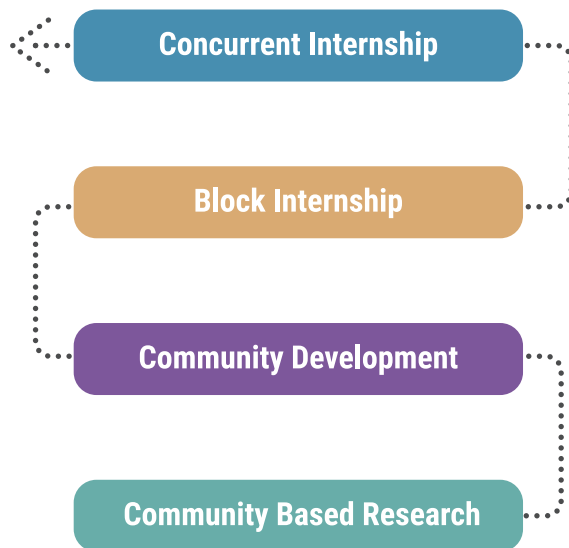 Concurrent Internship
Block Internship
Community Development
Community Based Research